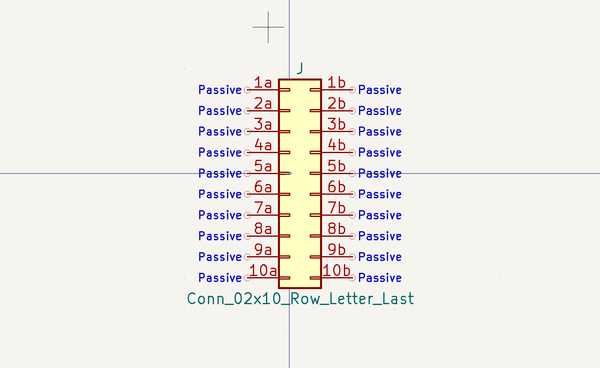 J
Passive 1a 1b Passive
Passive 2a 2b Passive
Passive 3a 3b Passive
Passive 4a 4b Passive
Passive 5a 5b Passive
Passive 6a 6b Passive
Passive 7a 7b Passive
Passive 8a 8b Passive
Passive 9a 9b Passive
Passive 10a 10b Passive
Conn_02x10_Row_Letter_Last